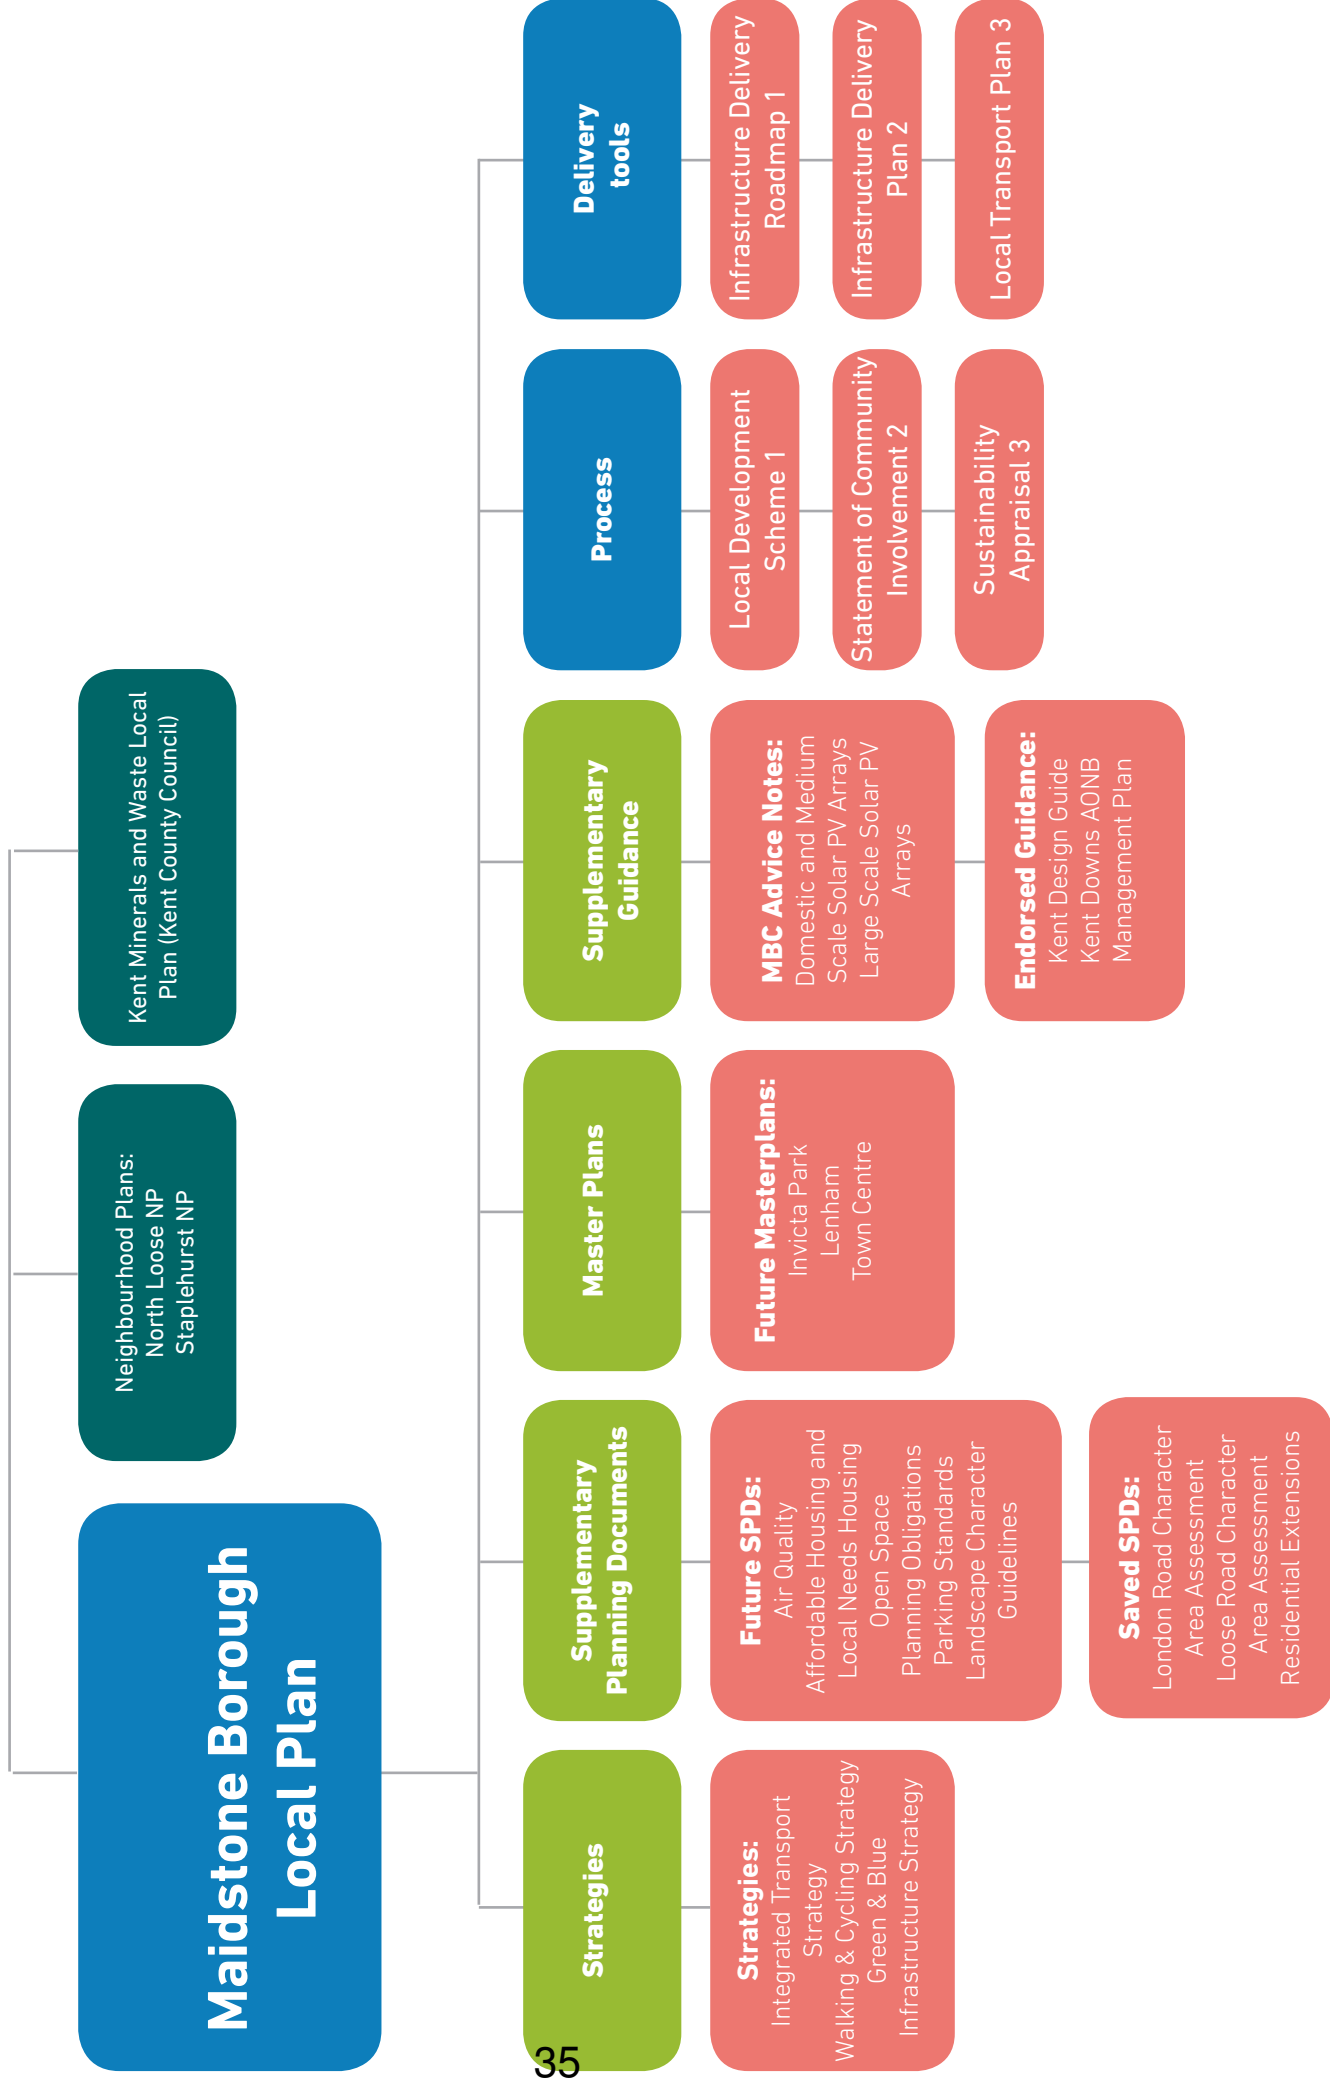 Maidstone Borough
Local Plan
Neighbourhood Plans:
North Loose NP
Staplehurst NP
Kent Minerals and Waste Local
Plan (Kent County Council)
Strategies
Strategies:
Integrated Transport
Strategy
Walking & Cycling Strategy
Green & Blue
Infrastructure Strategy
Supplementary
Planning Documents
Future SPDs:
Air Quality
Affordable Housing and
Local Needs Housing
Open Space
Planning Obligations
Parking Standards
Landscape Character
Guidelines
Saved SPDs:
London Road Character
Area Assessment
Loose Road Character
Area Assessment
Residential Extensions
Master Plans
Future Masterplans:
Invicta Park
Lenham
Town Centre
Supplementary
Guidance
MBC Advice Notes:
Domestic and Medium
Scale Solar PV Arrays
Large Scale Solar PV
Arrays
Endorsed Guidance:
Kent Design Guide
Kent Downs AONB
Management Plan
Process
Local Development
Scheme 1
Statement of Community
Involvement 2
Sustainability
Appraisal 3
Delivery
tools
Infrastructure Delivery
Roadmap 1
Infrastructure Delivery
Plan 2
Local Transport Plan 3
35